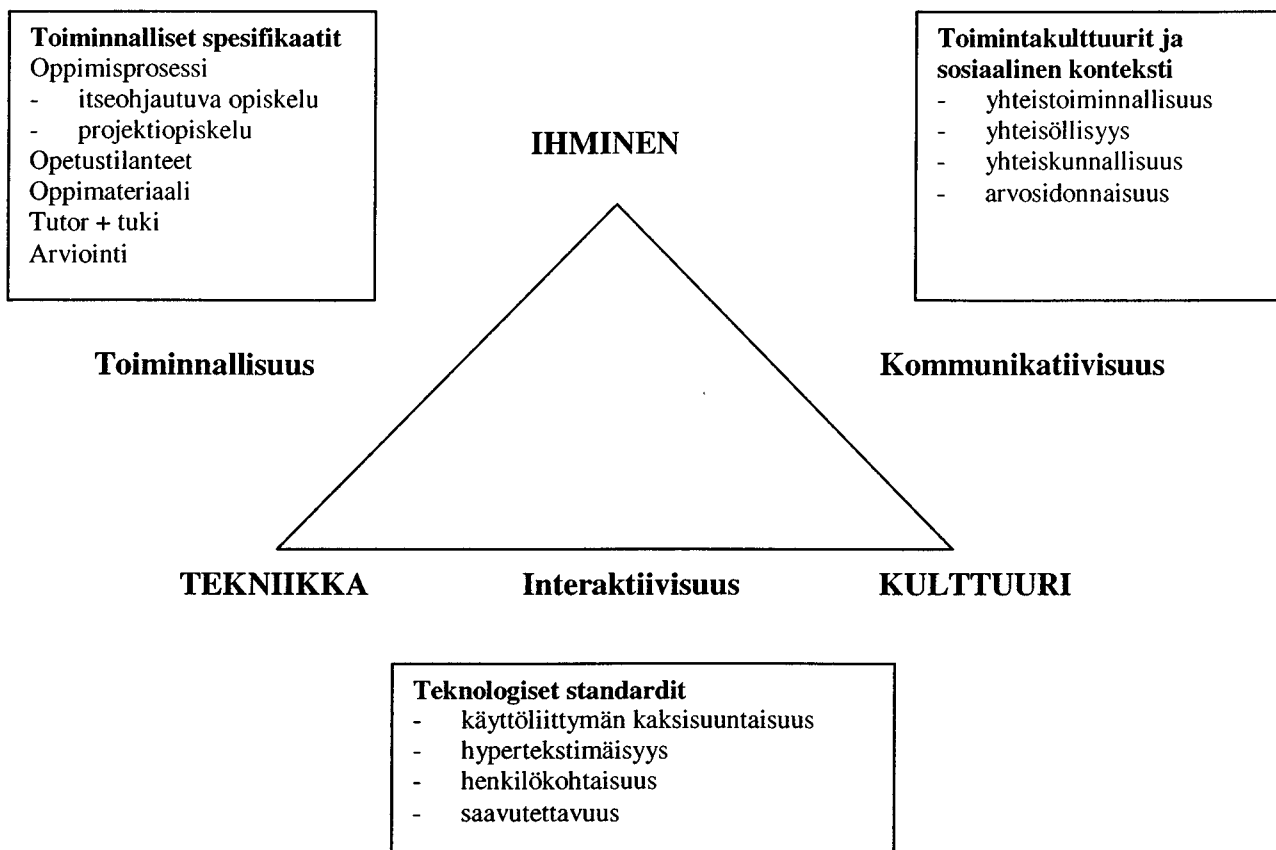 Toiminnalliset spesifikaatit
Oppimisprosessi
- itseohjautuva opiskelu
- projektiopiskelu
Opetustilanteet
Oppimateriaali
Tutor + tuki
Arviointi
Toimintakulttuurit ja
sosiaalinen konteksti
- yhteistoiminnallisuus
- yhteisöllisyys
- yhteiskunnallisuus
- arvosidonnaisuus
IHMINEN
Toiminnallisuus
Kommunikatiivisuus
TEKNIIKKA
Interaktiivisuus
KULTTUURI
Teknologiset standardit
- käyttöliittymän kaksisuuntaisuus
- hypertekstimäisyys
- henkilökohtaisuus
- saavutettavuus